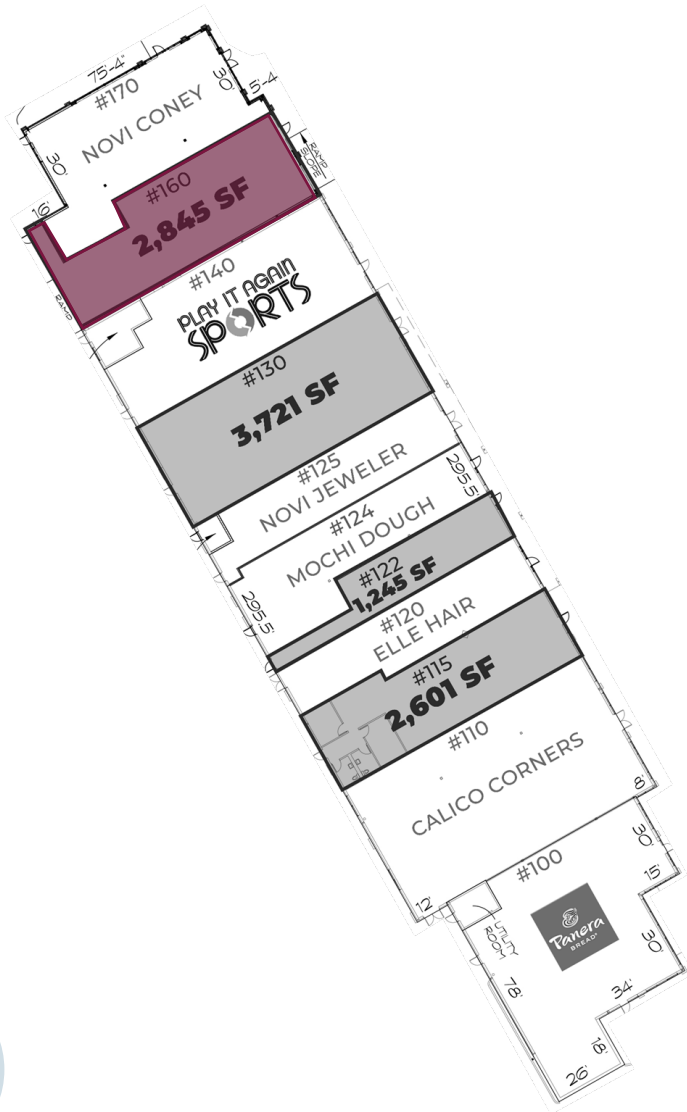 75'-4"
#170
30'
5'-4
NOVI CONEY
30'
16'
RAMP
SLOPE
#160
2,845 SF
RAMP
#140
PLAY IT AGAIN
SPORTS
#130
3,721 SF
#125
NOVI JEWELER
295.5'
#124
MOCHI DOUGH
#122
1,245 SF
295.5'
#120
ELLE HAIR
#115
2,601 SF
#110
CALICO CORNERS
8'
30'
#100
15'
12'
UTILITY
ROOM
Panera
BREAD®
30'
78'
34'
18'
26'